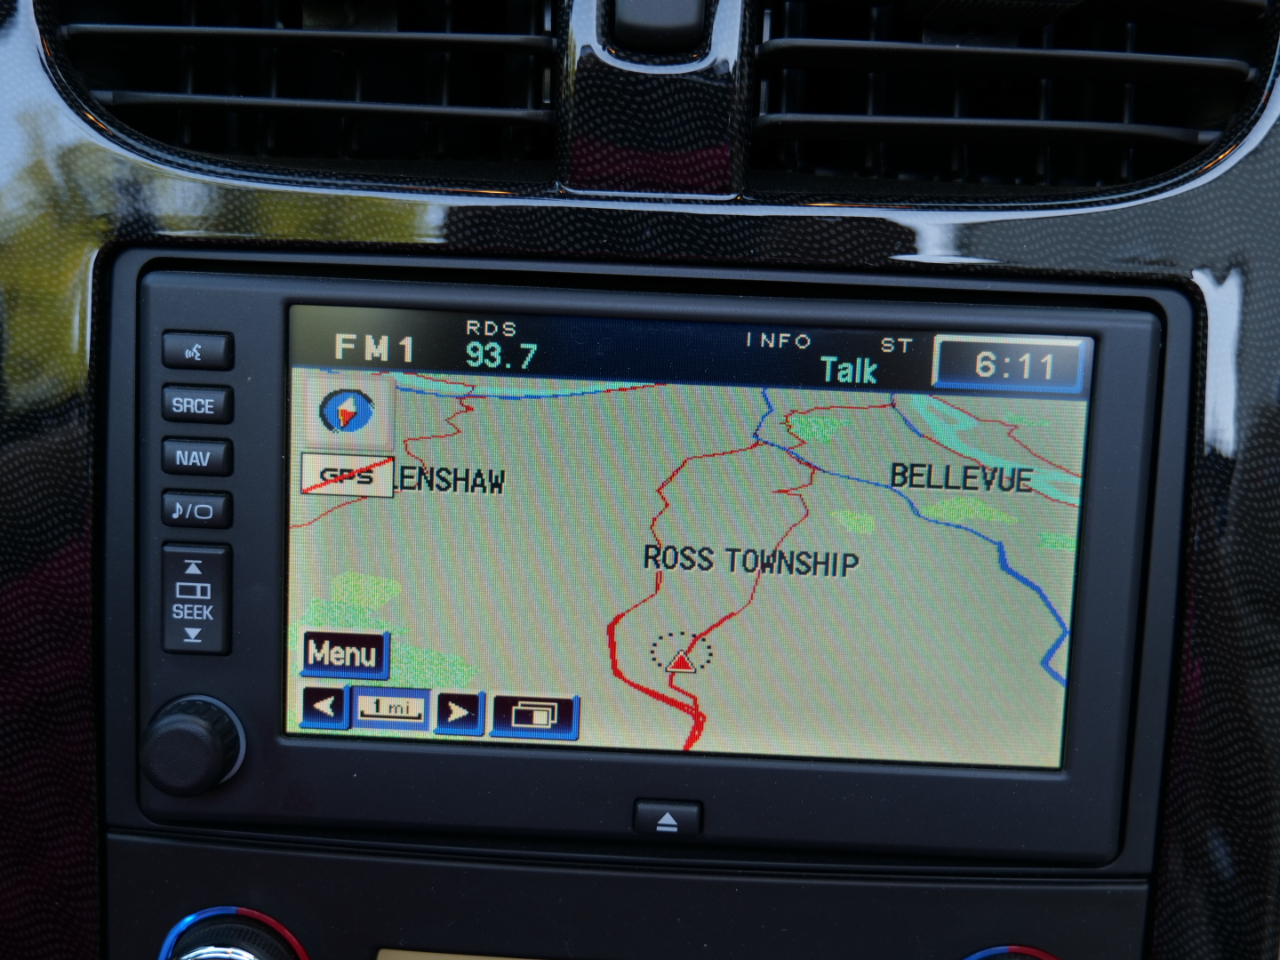 FM1
RDS
93.7
INFO
ST
Talk
6:11
SRCE
NAV
SEEK
GPS
LENSHAW
BELLEVUE
ROSS TOWNSHIP
Menu
1 mi